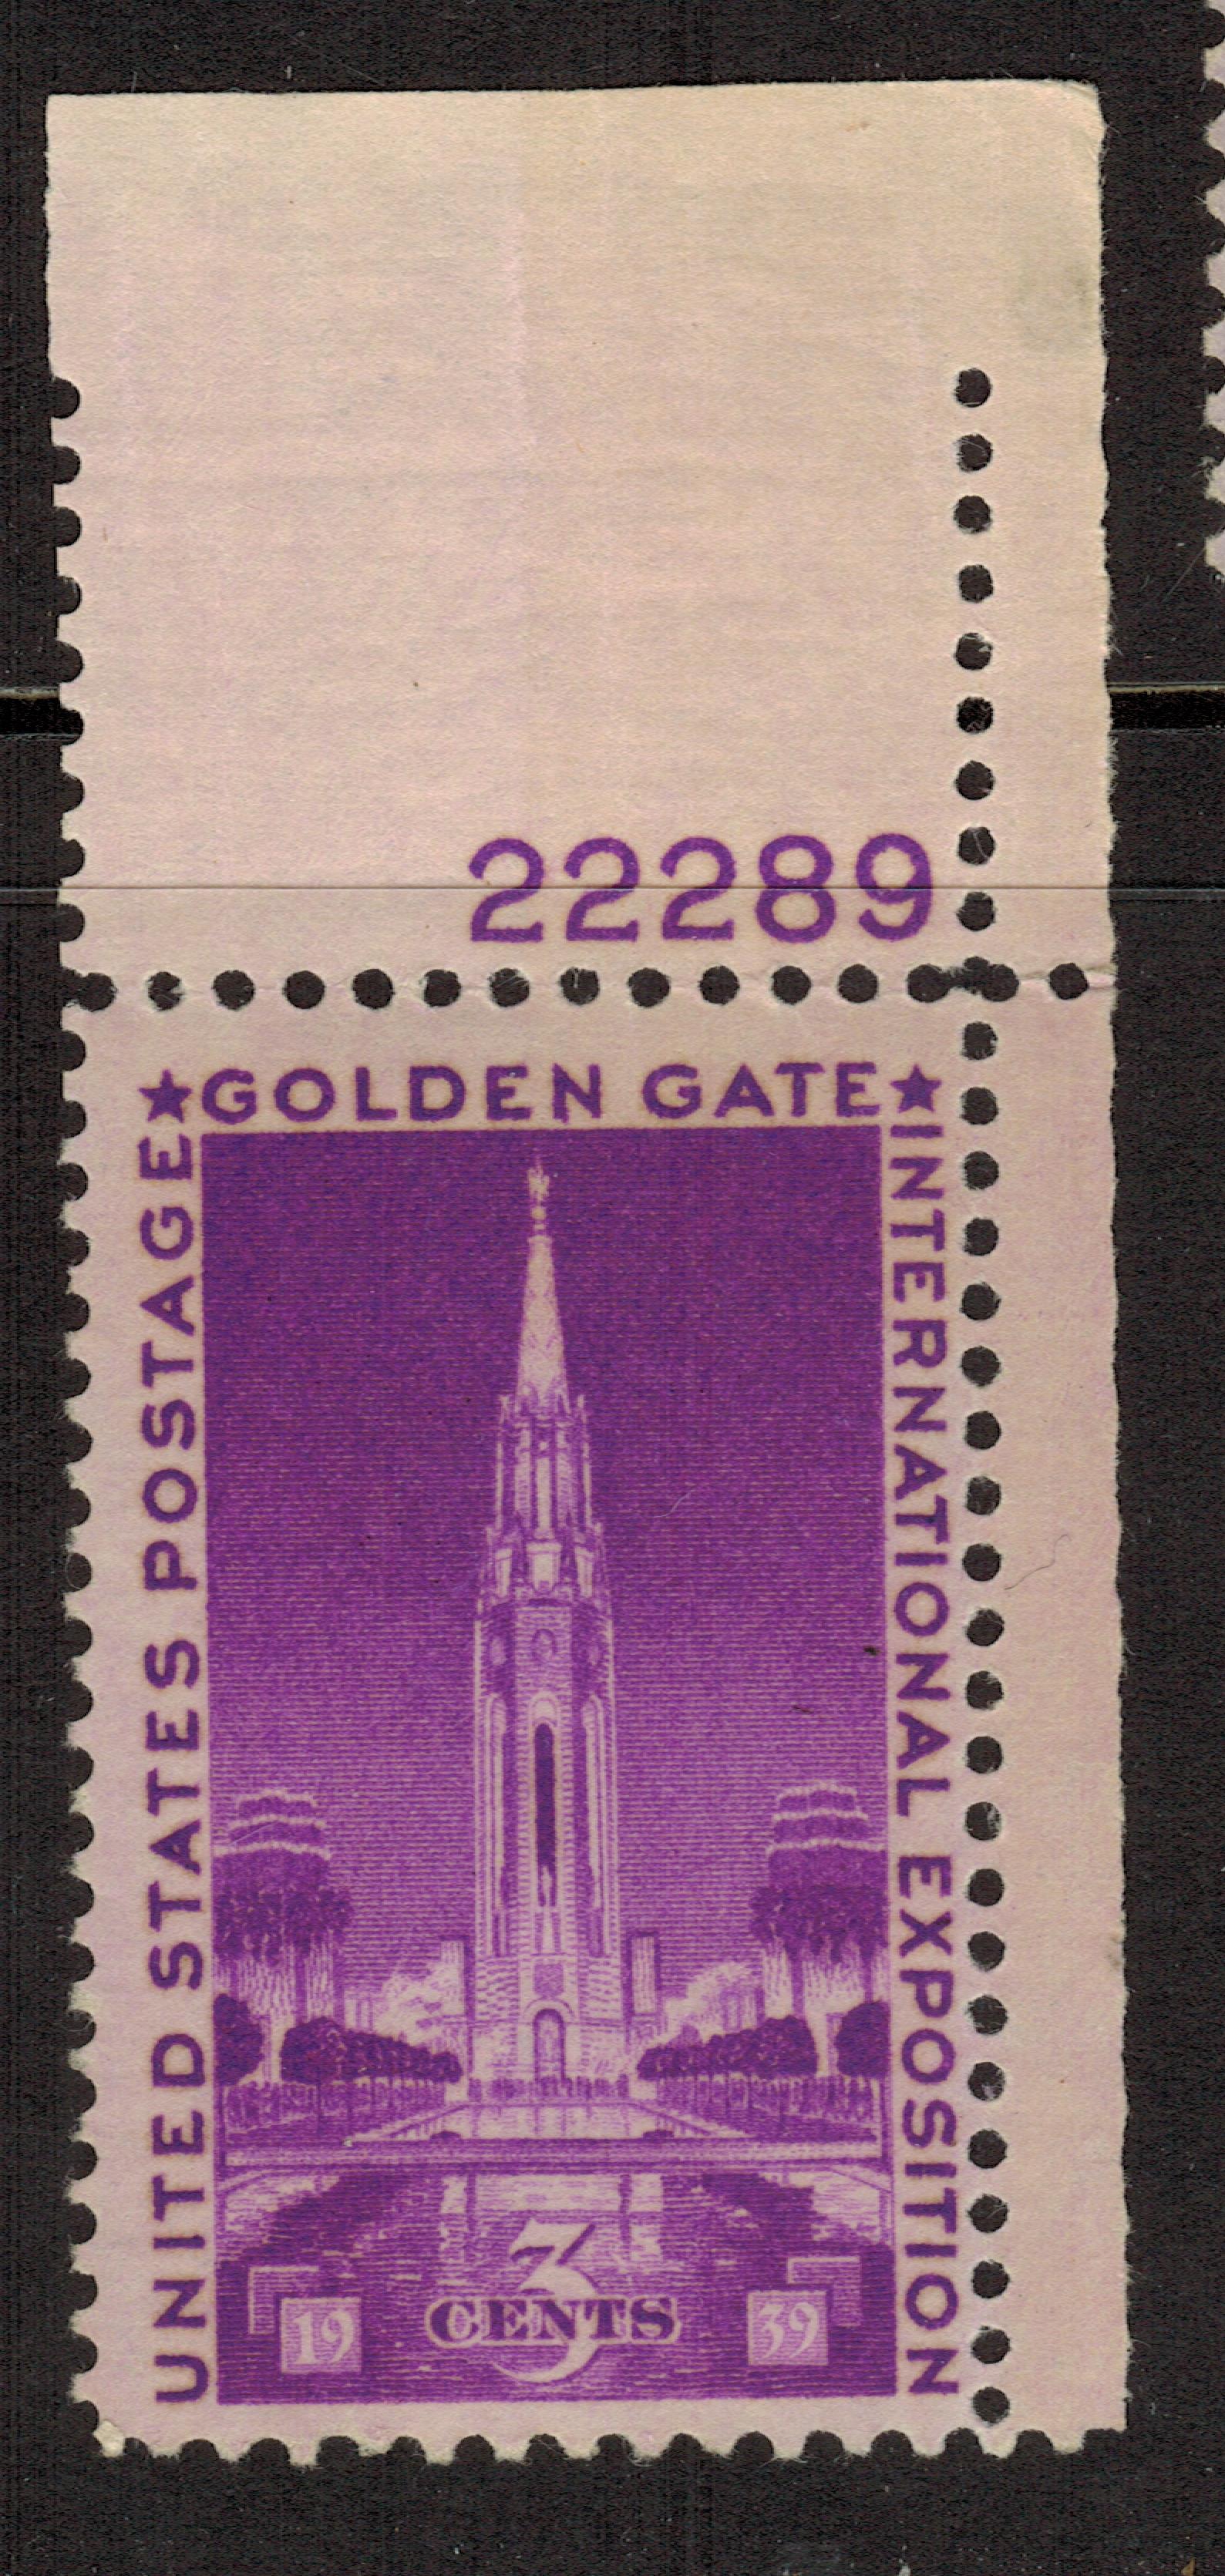 22289
★GOLDEN GATE★
UNITED STATES POSTAGE
INTERNATIONAL EXPOSITION
3
CENTS
19
39